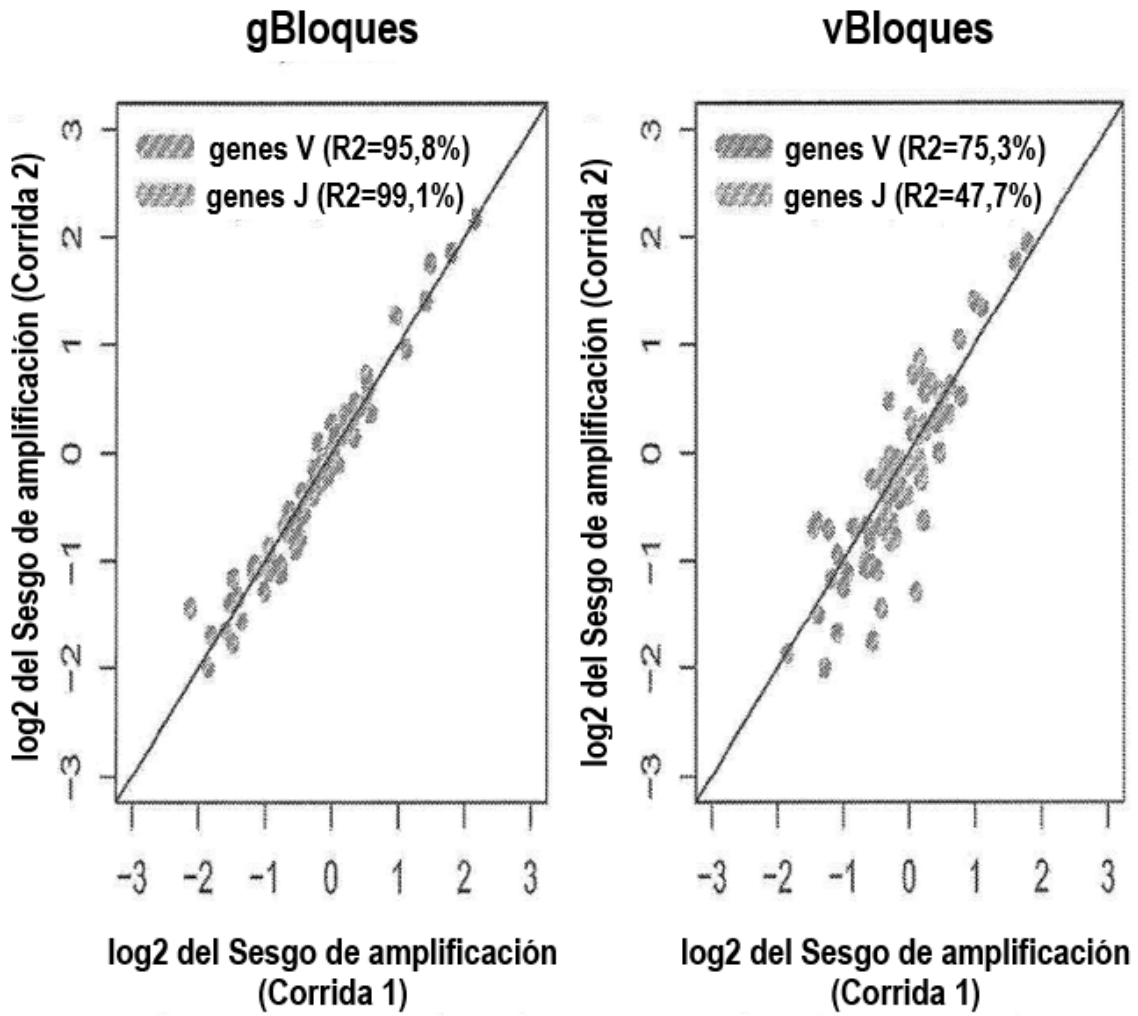 gBloques
log2 del Sesgo de amplificación (Corrida 2)
3
2
1
0
−1
−2
−3
genes V (R2=95,8%)
genes J (R2=99,1%)
−3 −2 −1 0 1 2 3
log2 del Sesgo de amplificación
(Corrida 1)
vBloques
log2 del Sesgo de amplificación (Corrida 2)
3
2
1
0
−1
−2
−3
genes V (R2=75,3%)
genes J (R2=47,7%)
−3 −2 −1 0 1 2 3
log2 del Sesgo de amplificación
(Corrida 1)